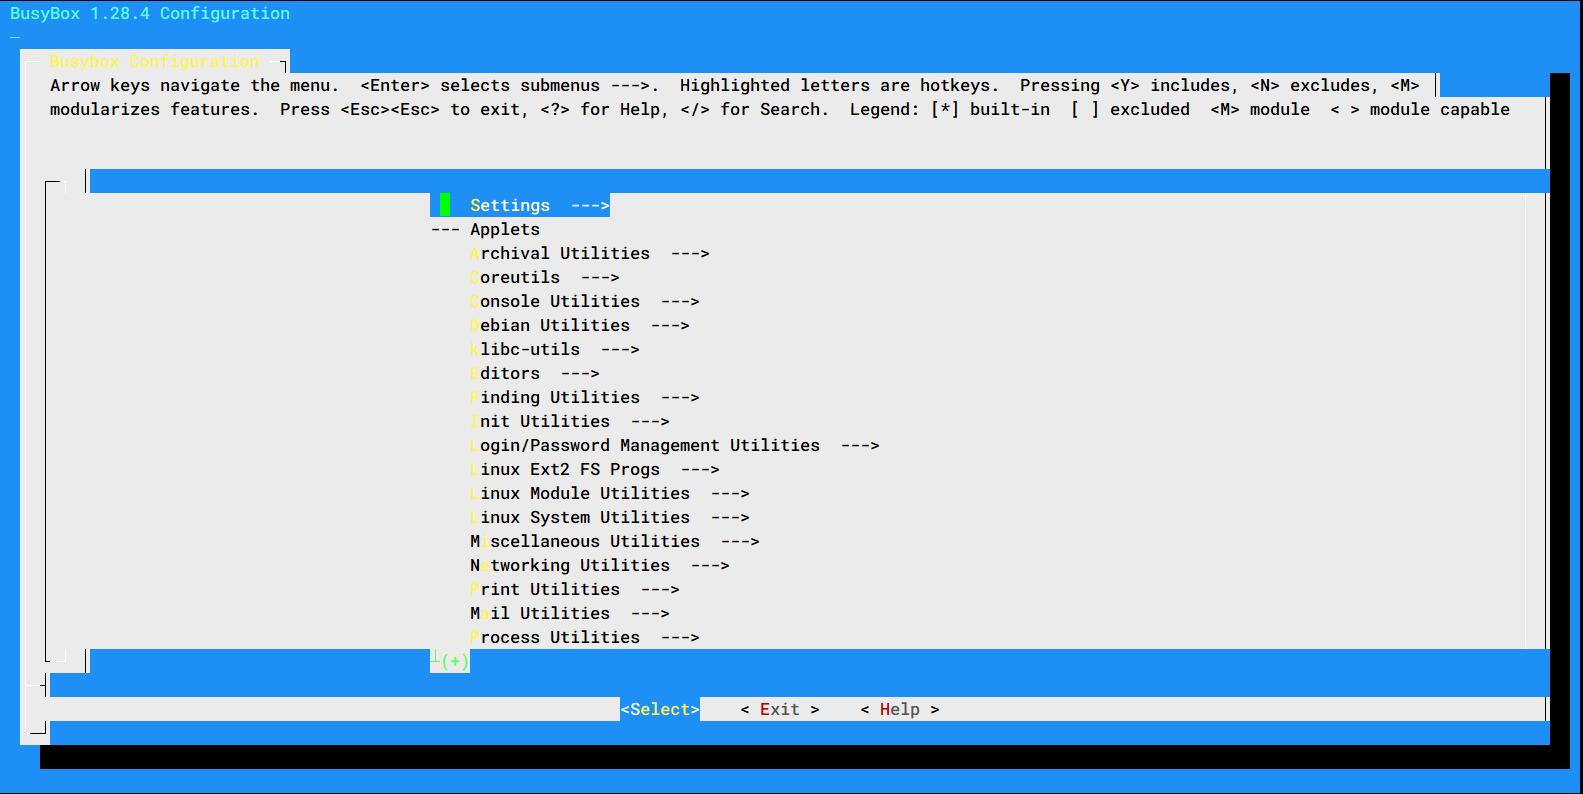 BusyBox 1.28.4 Configuration
Busybox Configuration
Arrow keys navigate the menu. <Enter> selects submenus --->. Highlighted letters are hotkeys. Pressing <Y> includes, <N> excludes, <M>
modularizes features. Press <Esc><Esc> to exit, <?> for Help, </> for Search. Legend: [*] built-in [ ] excluded <M> module < > module capable
Settings --->
--- Applets
Archival Utilities --->
Coreutils --->
Console Utilities --->
Debian Utilities --->
klibc-utils --->
Editors --->
Finding Utilities --->
Init Utilities --->
Login/Password Management Utilities --->
Linux Ext2 FS Progs --->
Linux Module Utilities --->
Linux System Utilities --->
Miscellaneous Utilities --->
Networking Utilities --->
Print Utilities --->
Mail Utilities --->
Process Utilities --->
(+)
<Select> < Exit > < Help >